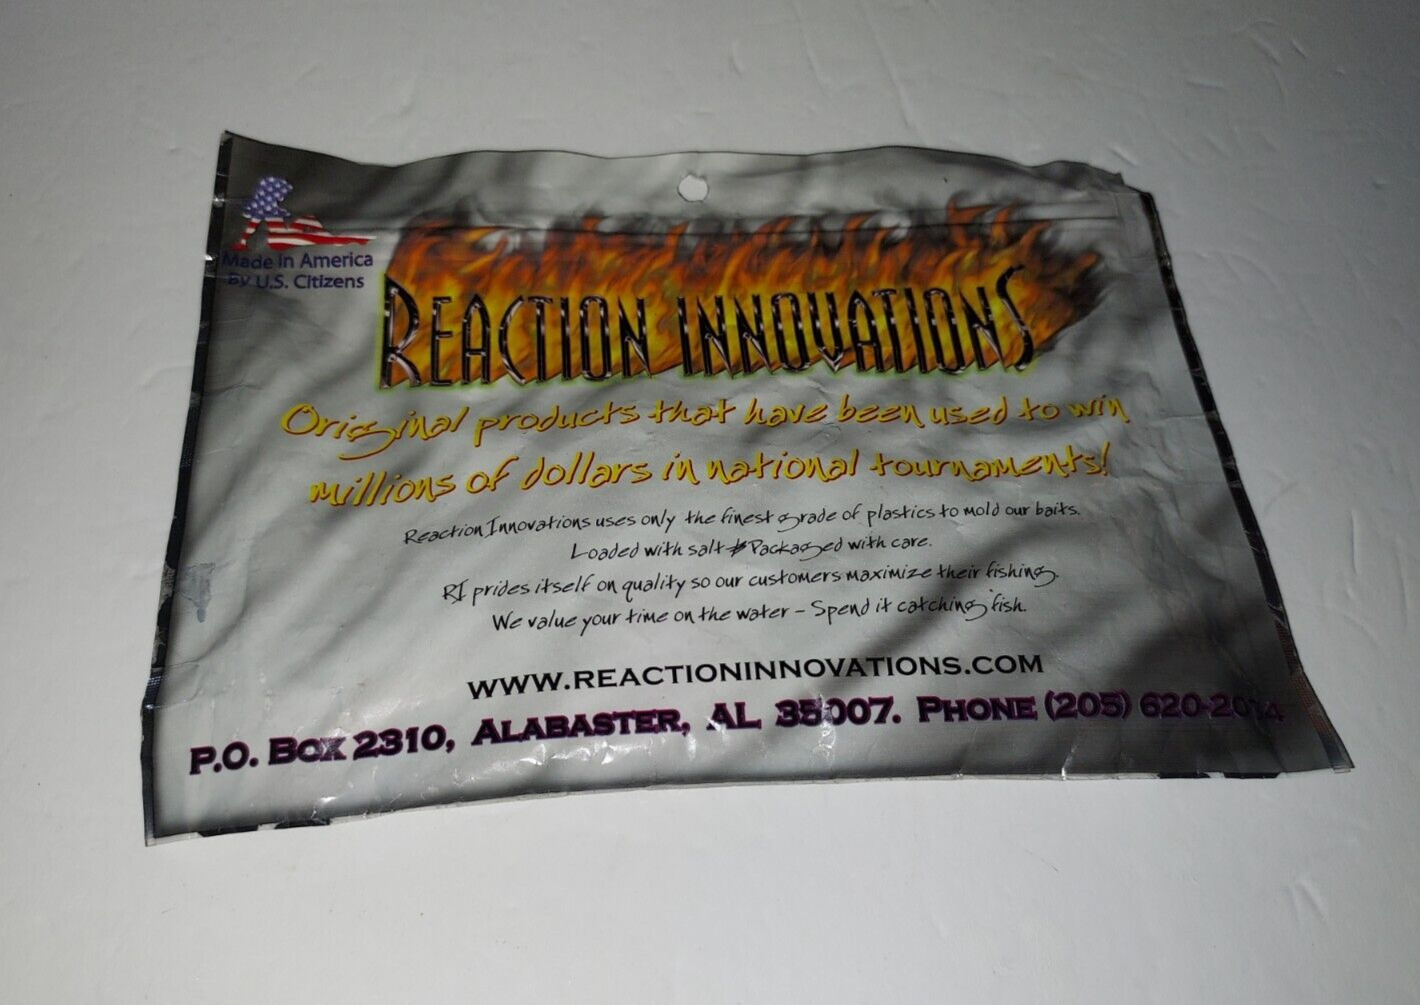 Made in America
By U.S. Citizens
REACTION INNOVATIONS
Original products that have been used to win
millions of dollars in national tournaments!
Reaction Innovations uses only the finest grade of plastics to mold our baits.
Loaded with salt & Packaged with care.
RI prides itself on quality so our customers maximize their fishing.
We value your time on the water - Spend it catching fish.
WWW.REACTIONINNOVATIONS.COM
P.O. BOX 2310, ALABASTER, AL 35007. PHONE (205)